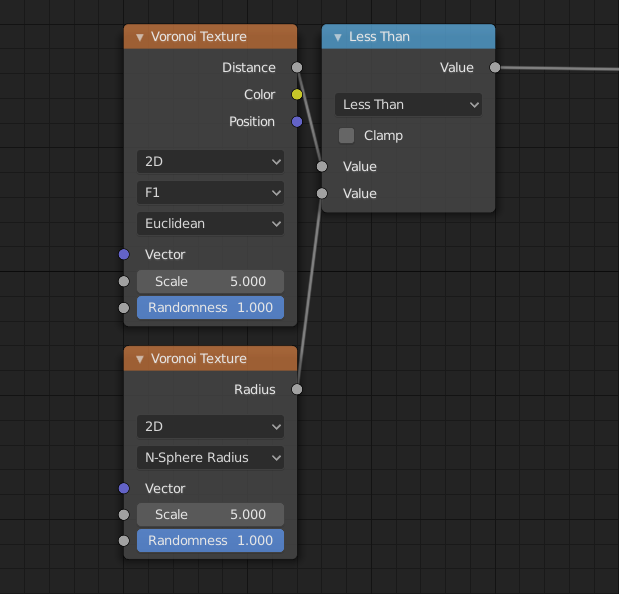 Voronoi Texture
Distance
Color
Position
2D
F1
Euclidean
Vector
Scale 5.000
Randomness 1.000
Less Than
Value
Less Than
Clamp
Value
Value
Voronoi Texture
Radius
2D
N-Sphere Radius
Vector
Scale 5.000
Randomness 1.000